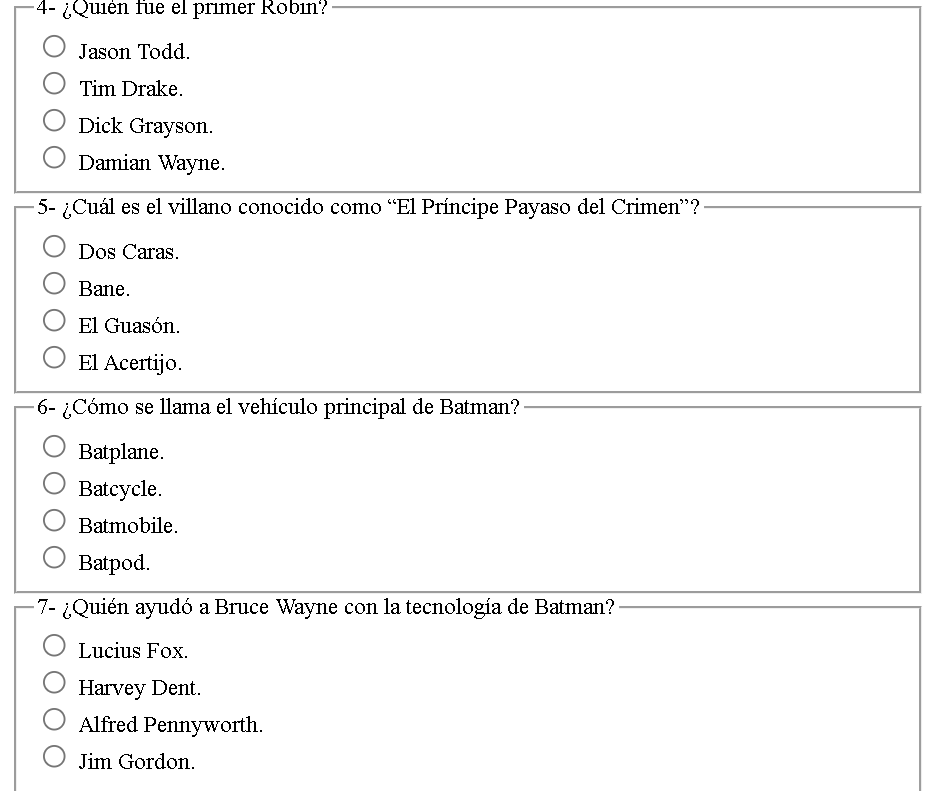 4- ¿Quién fue el primer Robin?
Jason Todd.
Tim Drake.
Dick Grayson.
Damian Wayne.
5- ¿Cuál es el villano conocido como “El Príncipe Payaso del Crimen”?
Dos Caras.
Bane.
El Guasón.
El Acertijo.
6- ¿Cómo se llama el vehículo principal de Batman?
Batplane.
Batcycle.
Batmobile.
Batpod.
7- ¿Quién ayudó a Bruce Wayne con la tecnología de Batman?
Lucius Fox.
Harvey Dent.
Alfred Pennyworth.
Jim Gordon.